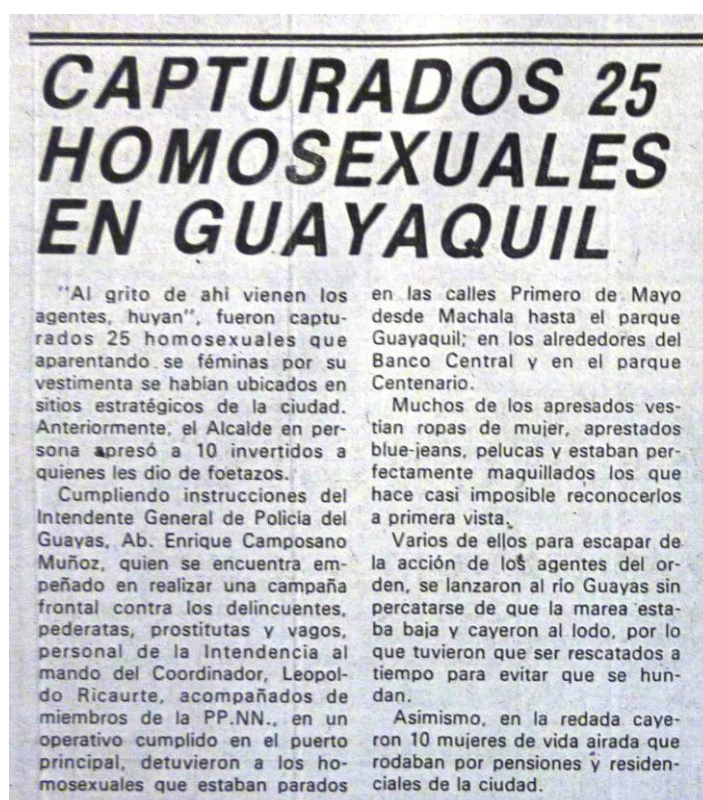 CAPTURADOS 25
HOMOSEXUALES
EN GUAYAQUIL
"Al grito de ahí vienen los
agentes, huyan", fueron captu-
rados 25 homosexuales que
aparentando se féminas por su
vestimenta se habían ubicados en
sitios estratégicos de la ciudad.
Anteriormente, el Alcalde en per-
sona apresó a 10 invertidos a
quienes les dio de foetazos.
Cumpliendo instrucciones del
Intendente General de Policía del
Guayas, Ab. Enrique Camposano
Muñoz, quien se encuentra em-
peñado en realizar una campaña
frontal contra los delincuentes,
pederatas, prostitutas y vagos,
personal de la Intendencia al
mando del Coordinador, Leopol-
do Ricaurte, acompañados de
miembros de la PP.NN., en un
operativo cumplido en el puerto
principal, detuvieron a los ho-
mosexuales que estaban parados
en las calles Primero de Mayo
desde Machala hasta el parque
Guayaquil; en los alrededores del
Banco Central y en el parque
Centenario.
Muchos de los apresados ves-
tían ropas de mujer, aprestados
blue-jeans, pelucas y estaban per-
fectamente maquillados los que
hace casi imposible reconocerlos
a primera vista.
Varios de ellos para escapar de
la acción de los agentes del or-
den, se lanzaron al río Guayas sin
percatarse de que la marea esta-
ba baja y cayeron al lodo, por lo
que tuvieron que ser rescatados a
tiempo para evitar que se hun-
dan.
Asimismo, en la redada caye-
ron 10 mujeres de vida airada que
rodaban por pensiones y residen-
ciales de la ciudad.